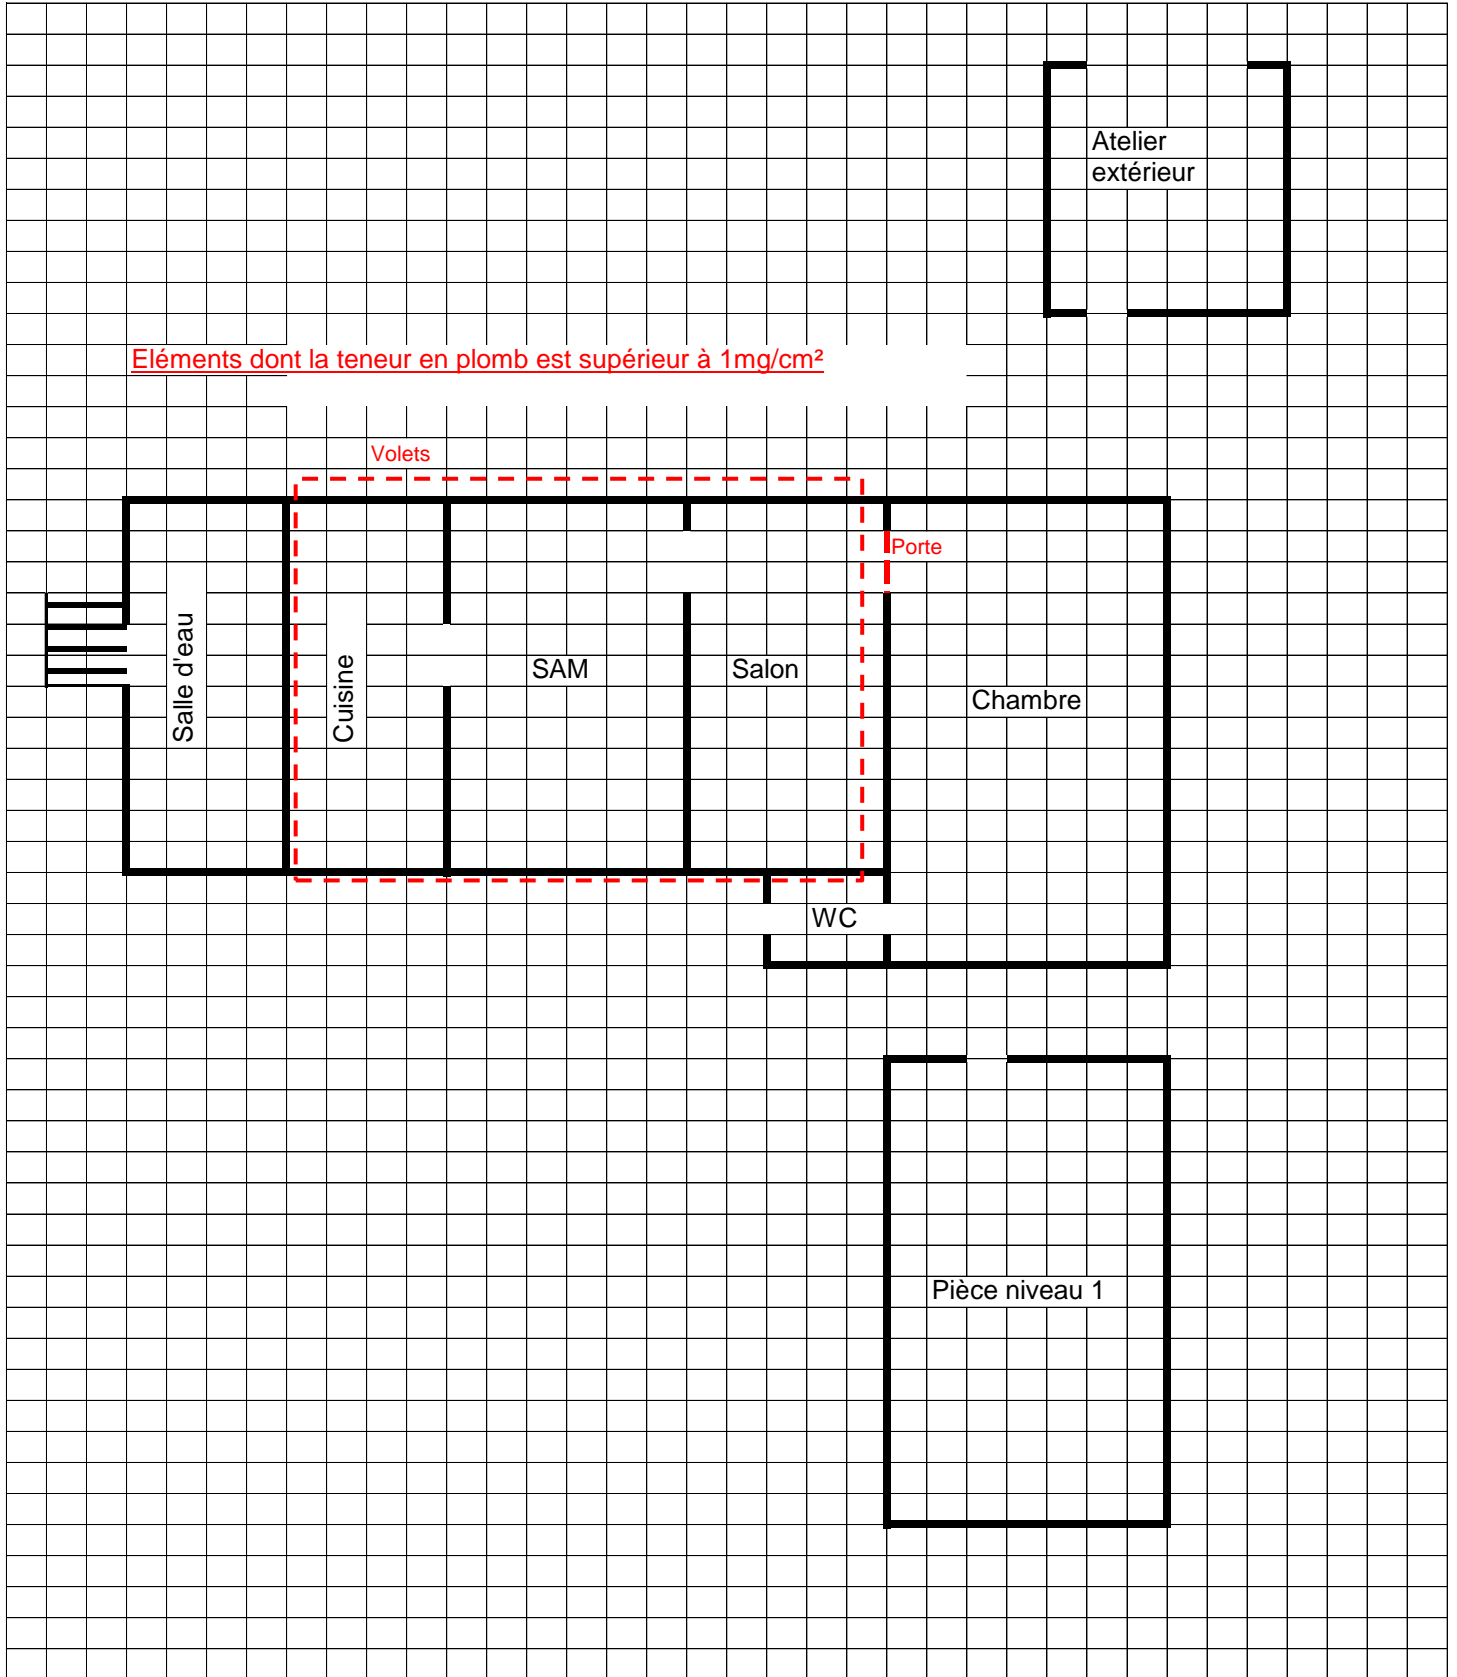 Atelier
extérieur
Eléments dont la teneur en plomb est supérieur à 1mg/cm²
Volets
Porte
Salle d'eau
Cuisine
SAM
Salon
Chambre
WC
Pièce niveau 1